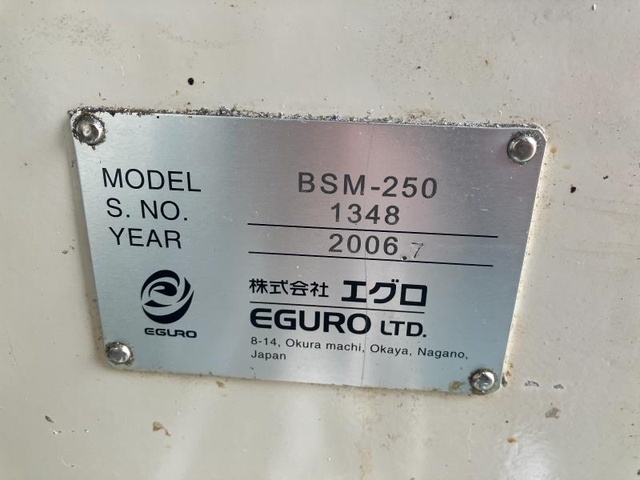 MODEL BSM-250
S. NO. 1348
YEAR 2006.7
EGURO
株式会社 エグロ
EGURO LTD.
8-14, Okura machi, Okaya, Nagano,
Japan